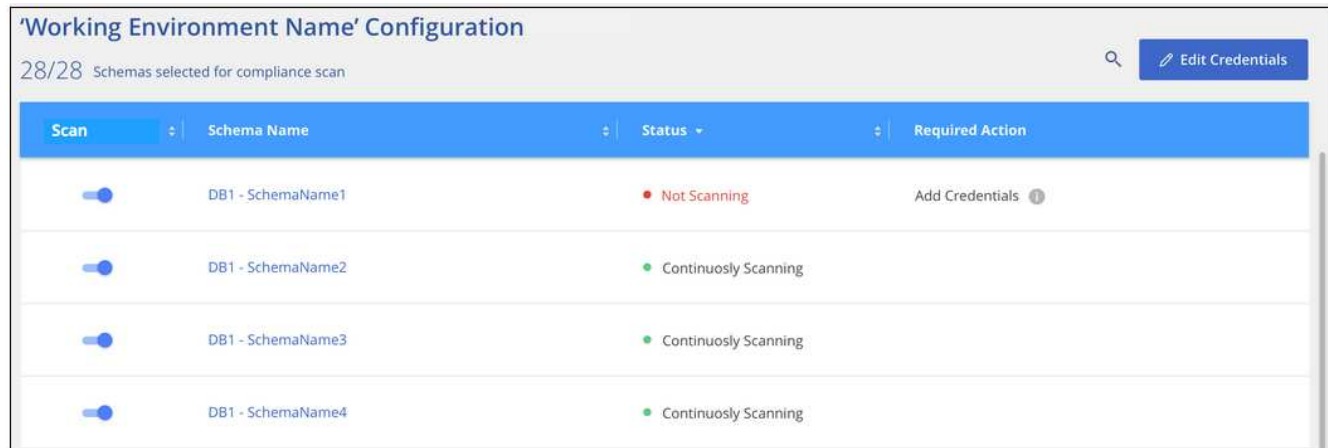 'Working Environment Name' Configuration
28/28 Schemas selected for compliance scan
Edit Credentials
Scan Schema Name Status Required Action
DB1 - SchemaName1 Not Scanning Add Credentials
DB1 - SchemaName2 Continuosly Scanning
DB1 - SchemaName3 Continuosly Scanning
DB1 - SchemaName4 Continuosly Scanning